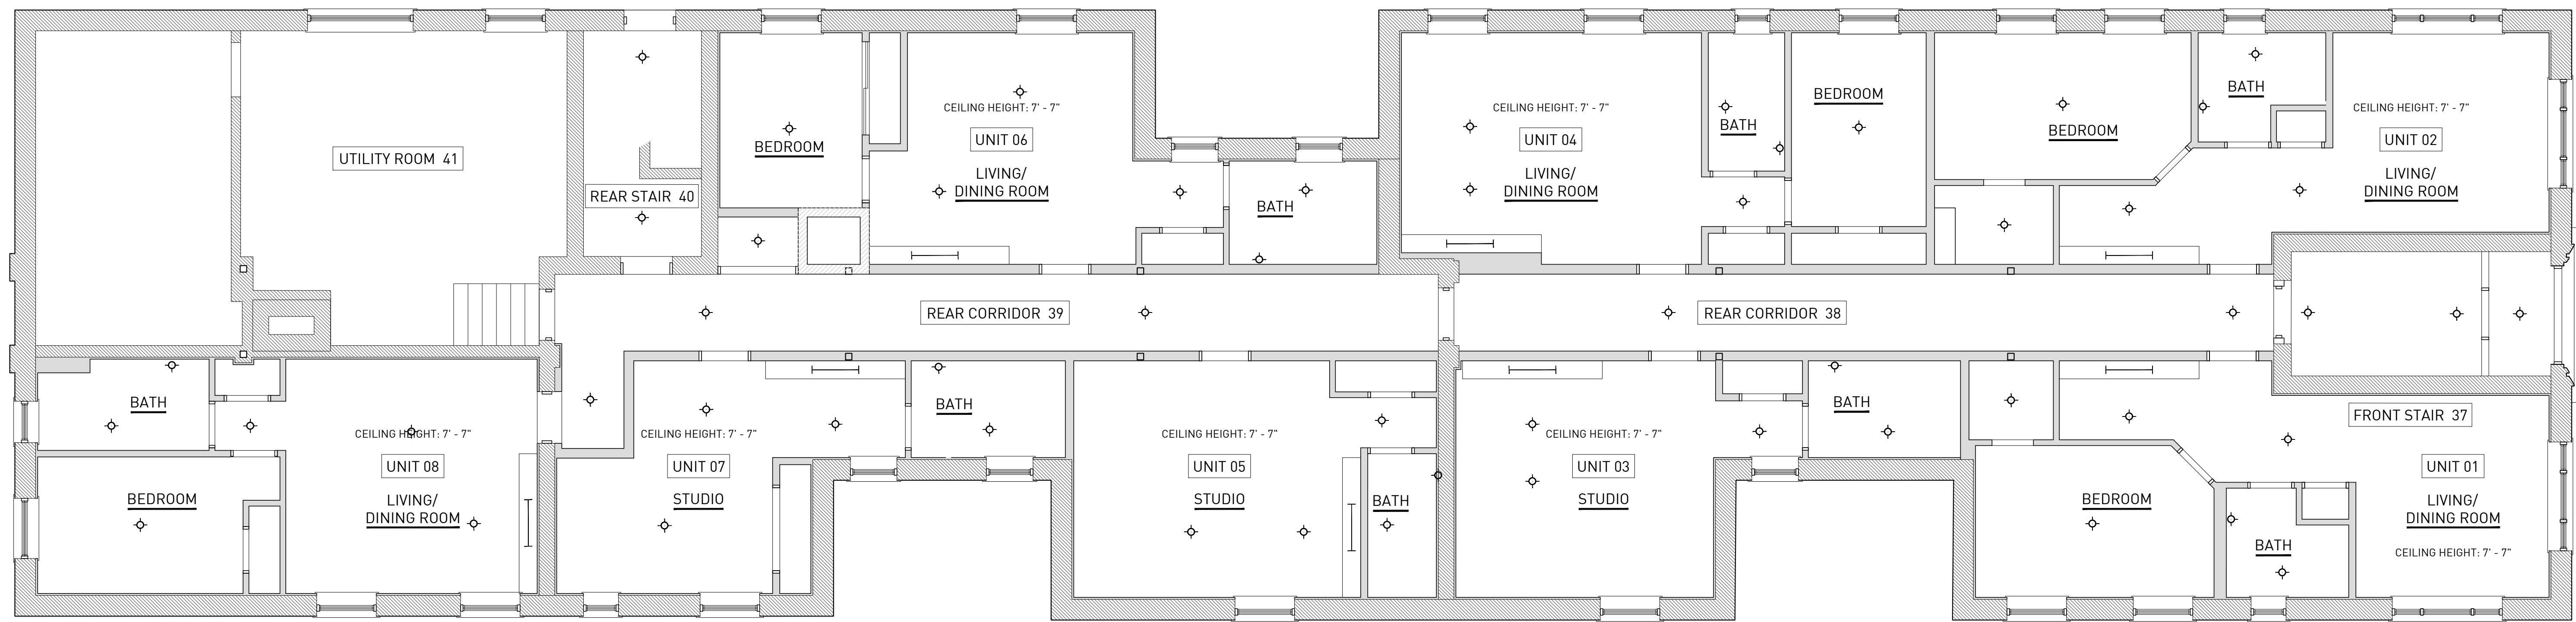 CEILING HEIGHT: 7' - 7"
CEILING HEIGHT: 7' - 7"
CEILING HEIGHT: 7' - 7"
UTILITY ROOM 41
REAR STAIR 40
BEDROOM
UNIT 06
LIVING/
DINING ROOM
BATH
UNIT 04
LIVING/
DINING ROOM
BATH
BEDROOM
BEDROOM
BATH
UNIT 02
LIVING/
DINING ROOM
REAR CORRIDOR 39
REAR CORRIDOR 38
BATH
BEDROOM
CEILING HEIGHT: 7' - 7"
UNIT 08
LIVING/
DINING ROOM
CEILING HEIGHT: 7' - 7"
UNIT 07
STUDIO
BATH
CEILING HEIGHT: 7' - 7"
UNIT 05
STUDIO
BATH
CEILING HEIGHT: 7' - 7"
UNIT 03
STUDIO
BATH
BEDROOM
BATH
FRONT STAIR 37
UNIT 01
LIVING/
DINING ROOM
CEILING HEIGHT: 7' - 7"